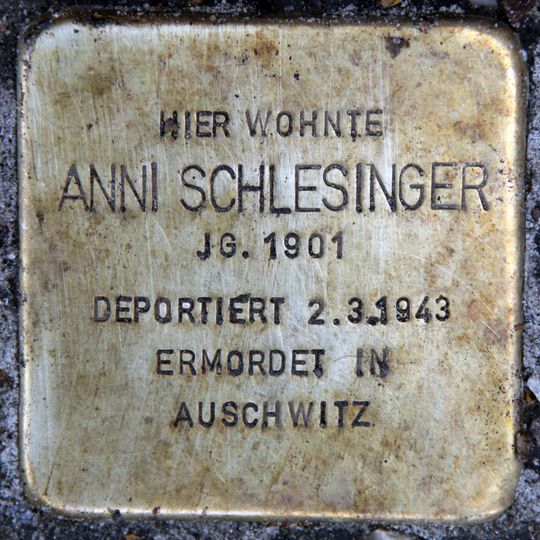 HIER WOHNTE
ANNI SCHLESINGER
JG. 1901
DEPORTIERT 2.3.1943
ERMORDET IN
AUSCHWITZ